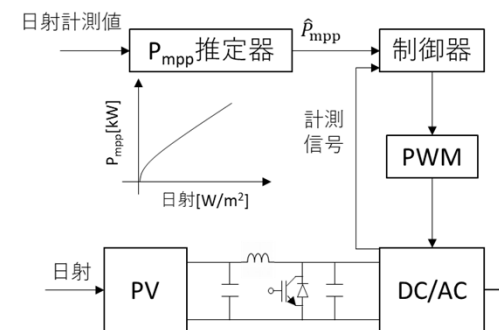 日射計測値
Pmpp推定器
P̂mpp
制御器
Pmpp[kW]
計測
信号
日射[W/m²]
PWM
日射
PV
DC/AC